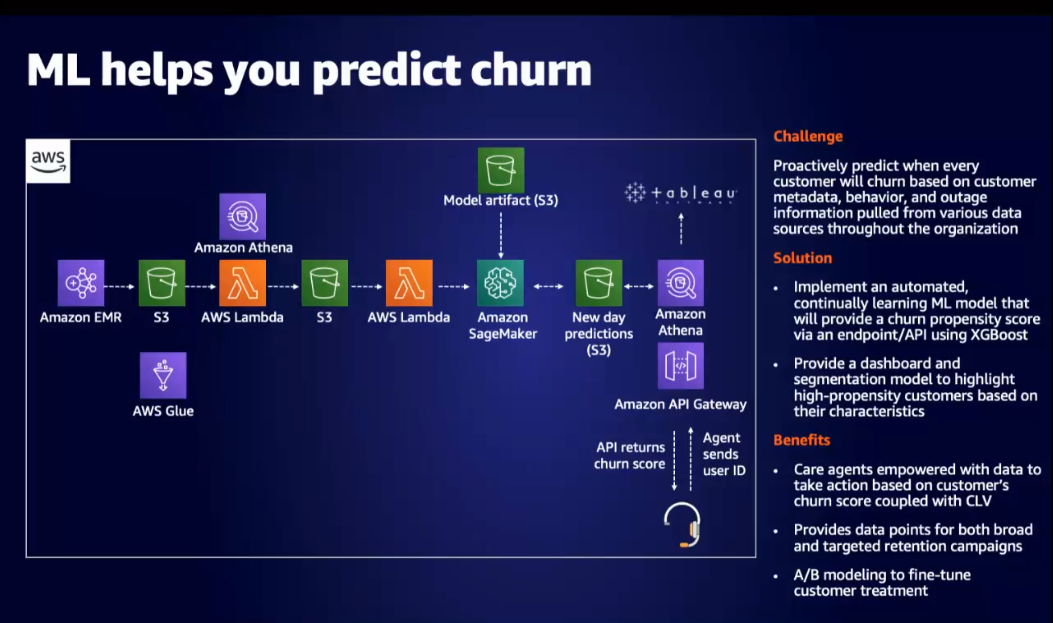 ML helps you predict churn
aws
Model artifact (S3)
+ a b l e a u
S O F T W A R E
Amazon Athena
Amazon EMR
S3
AWS Lambda
S3
AWS Lambda
Amazon
SageMaker
New day
predictions
(S3)
Amazon
Athena
AWS Glue
Amazon API Gateway
API returns
churn score
Agent
sends
user ID
Challenge
Proactively predict when every
customer will churn based on customer
metadata, behavior, and outage
information pulled from various data
sources throughout the organization
Solution
• Implement an automated,
continually learning ML model that
will provide a churn propensity score
via an endpoint/API using XGBoost
• Provide a dashboard and
segmentation model to highlight
high-propensity customers based on
their characteristics
Benefits
• Care agents empowered with data to
take action based on customer's
churn score coupled with CLV
• Provides data points for both broad
and targeted retention campaigns
• A/B modeling to fine-tune
customer treatment